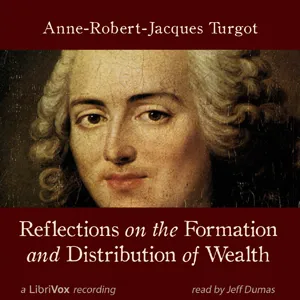 Anne-Robert-Jacques Turgot
Reflections on the Formation
and Distribution of Wealth
a LibriVox recording read by Jeff Dumas